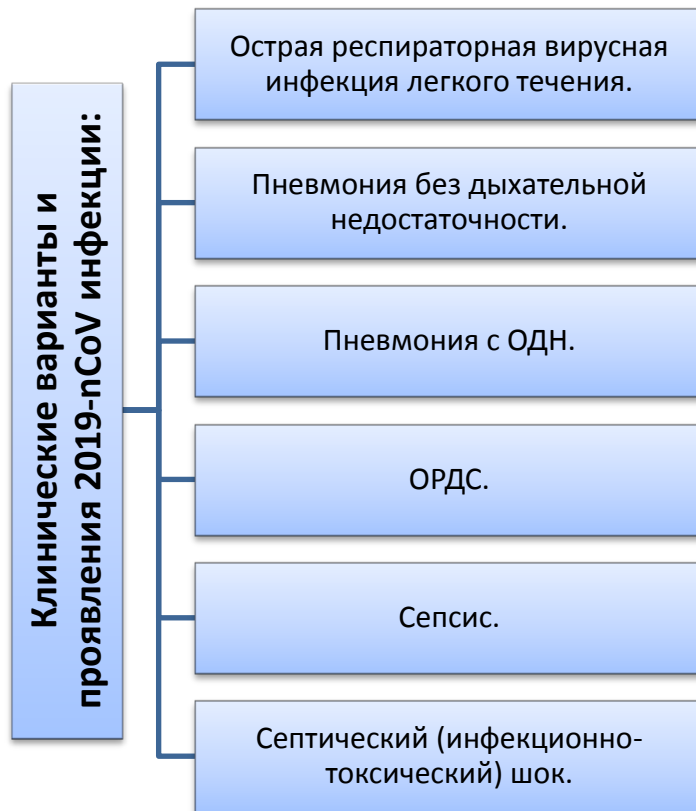 Клинические варианты и
проявления 2019-nCoV инфекции:
Острая респираторная вирусная
инфекция легкого течения.
Пневмония без дыхательной
недостаточности.
Пневмония с ОДН.
ОРДС.
Сепсис.
Септический (инфекционно-
токсический) шок.